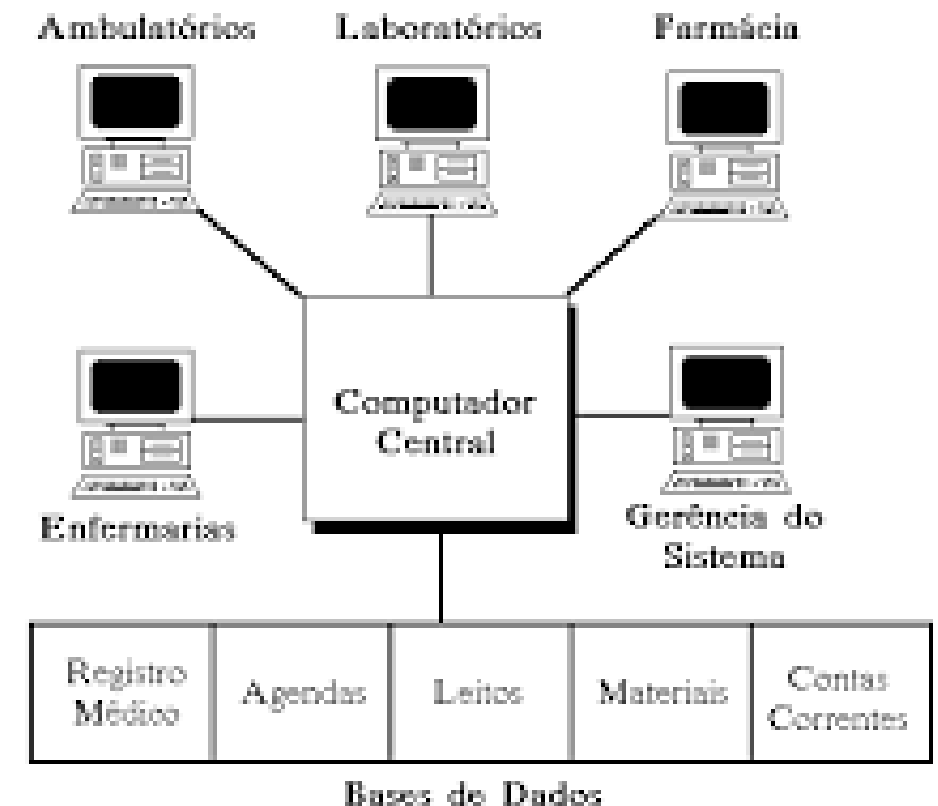 Ambulatórios Laboratórios Farmácia
Computador
Central
Enfermarias
Gerência do
Sistema
Registro
Médico
Agendas
Leitos
Materiais
Contas
Correntes
Bases de Dados